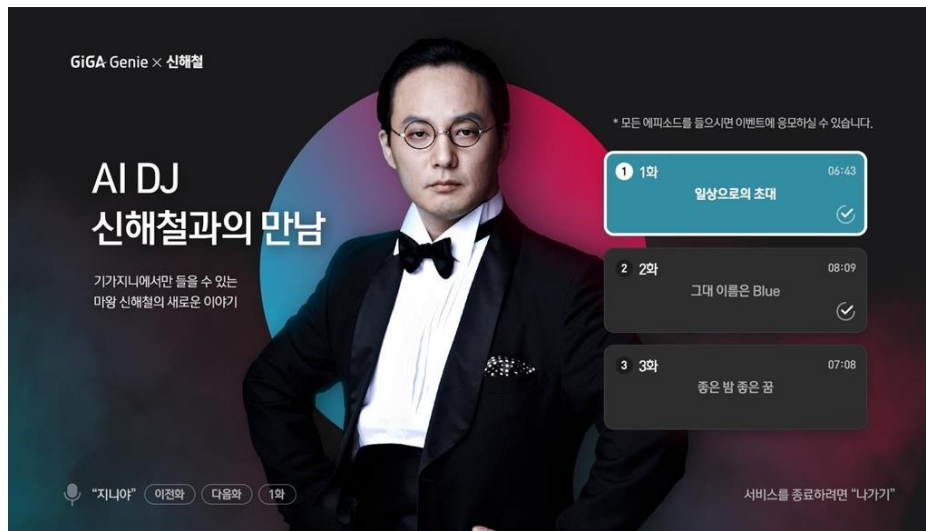 GiGA Genie × 신해철
AI DJ
신해철과의 만남
기가지니에서만 들을 수 있는
마왕 신해철의 새로운 이야기
* 모든 에피소드를 들으시면 이벤트에 응모하실 수 있습니다.
1 1화 06:43
일상으로의 초대
2 2화 08:09
그대 이름은 Blue
3 3화 07:08
좋은 밤 좋은 꿈
“지니야” 이전화 다음화 1화
서비스를 종료하려면 “나가기”